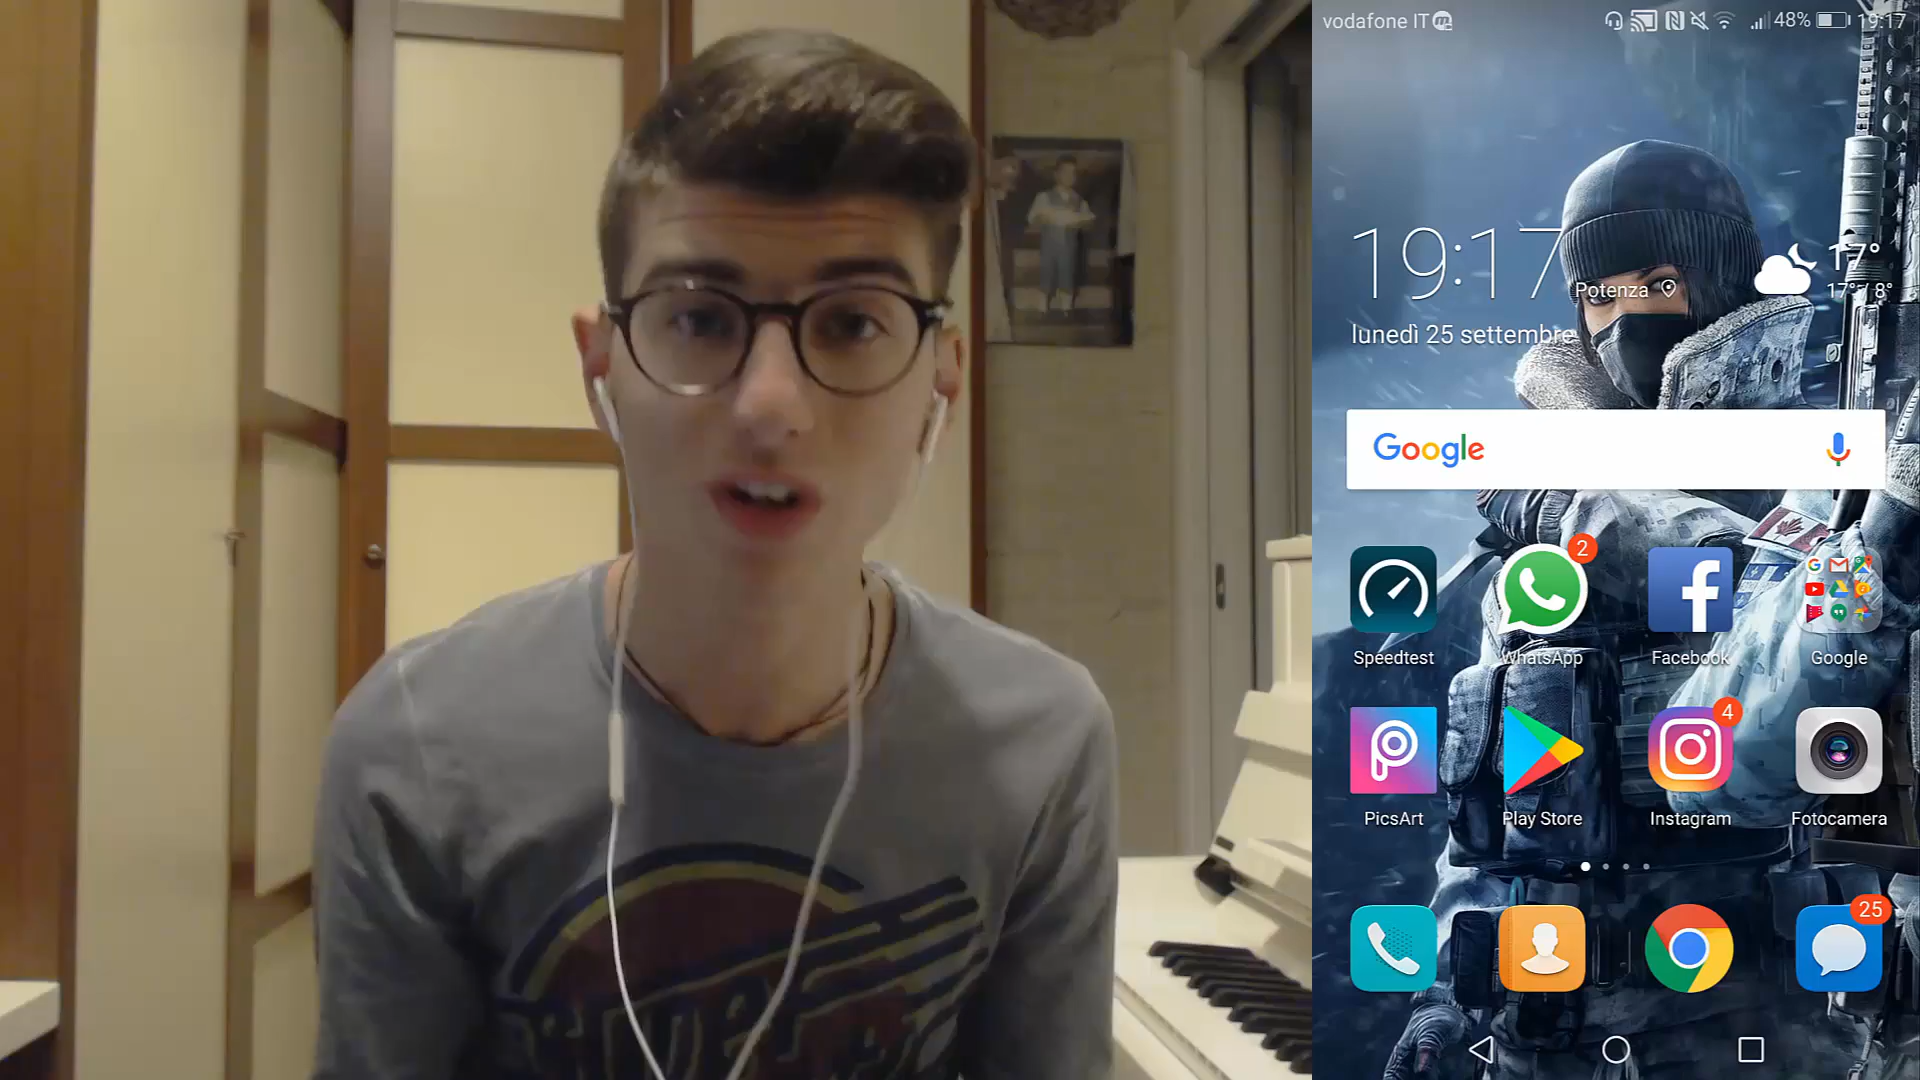 vodafone IT
48%
19:17
19:17
17°
Potenza
17° / 8°
lunedì 25 settembre
Google
2
Speedtest
WhatsApp
Facebook
Google
4
PicsArt
Play Store
Instagram
Fotocamera
25